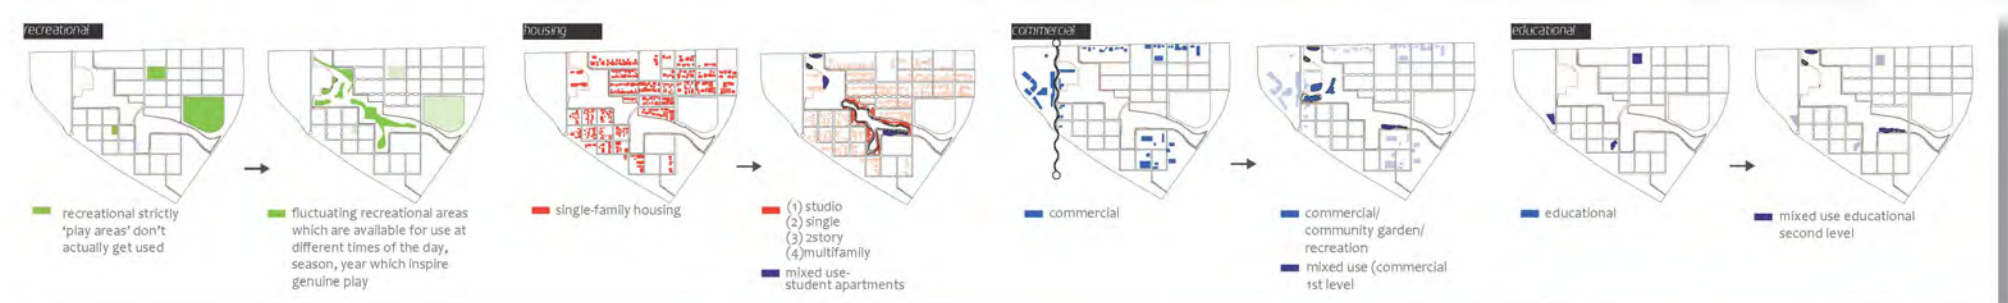 recreational
recreational strictly
'play areas' don't
actually get used
fluctuating recreational areas
which are available for use at
different times of the day,
season, year which inspire
genuine play
housing
single-family housing
(1) studio
(2) single
(3) 2story
(4)multifamily
mixed use-
student apartments
commercial
commercial
commercial/
community garden/
recreation
mixed use (commercial
1st level
educational
educational
mixed use educational
second level